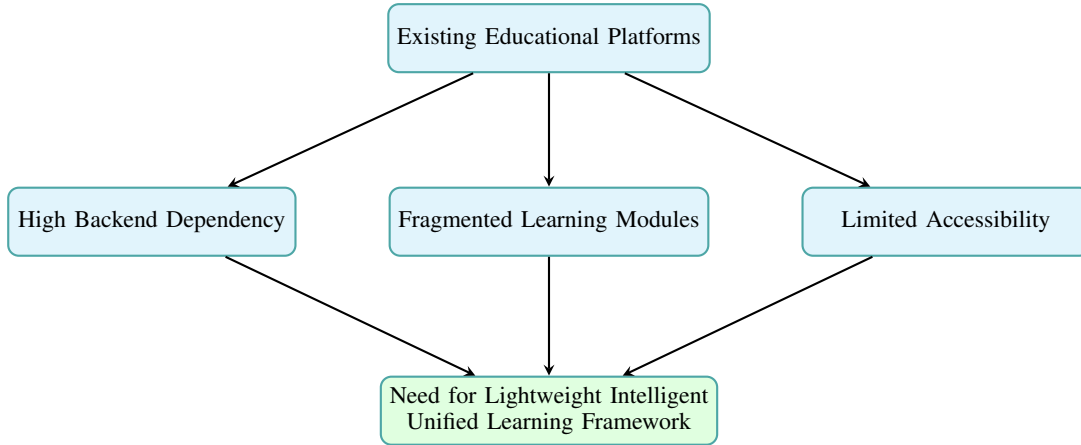 Existing Educational Platforms
High Backend Dependency
Fragmented Learning Modules
Limited Accessibility
Need for Lightweight Intelligent
Unified Learning Framework